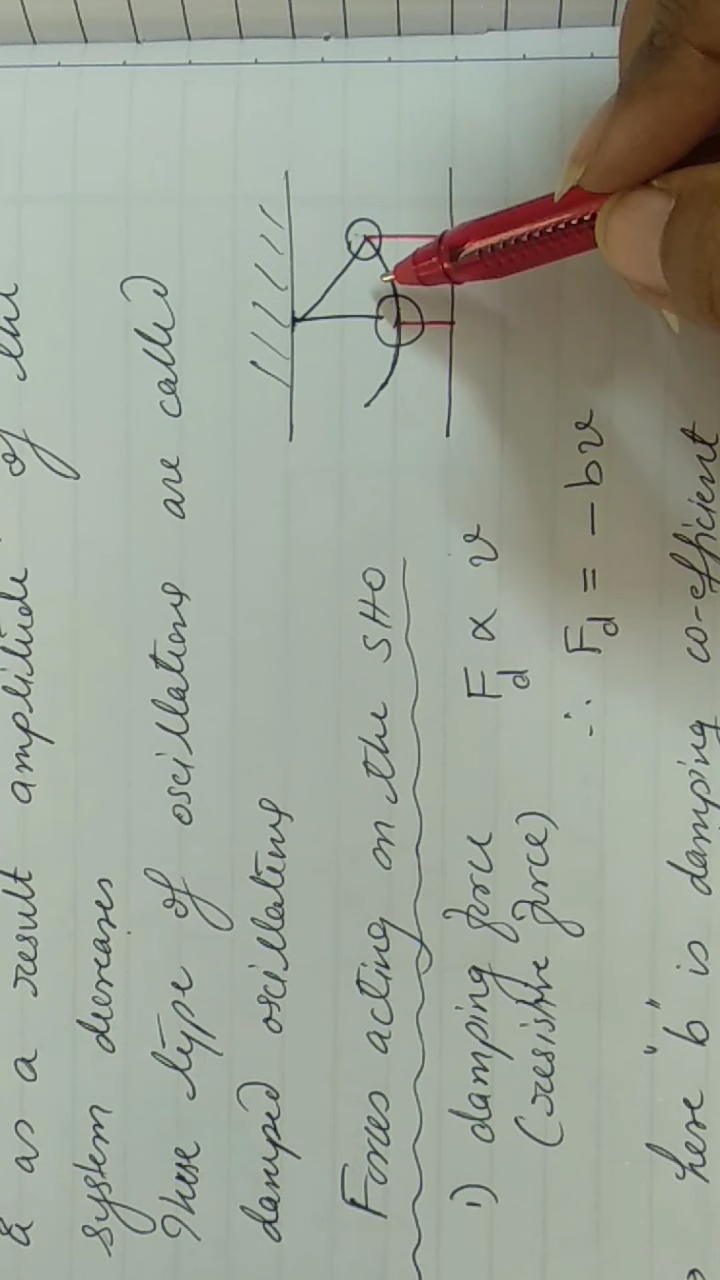 & as a result amplitude of the
system decreases
These type of oscillations are called
damped oscillations
Forces acting on the SHO
1) damping force F_d ∝ v
(resistive force)
∴ F_d = - bv
here "b" is damping co-efficient